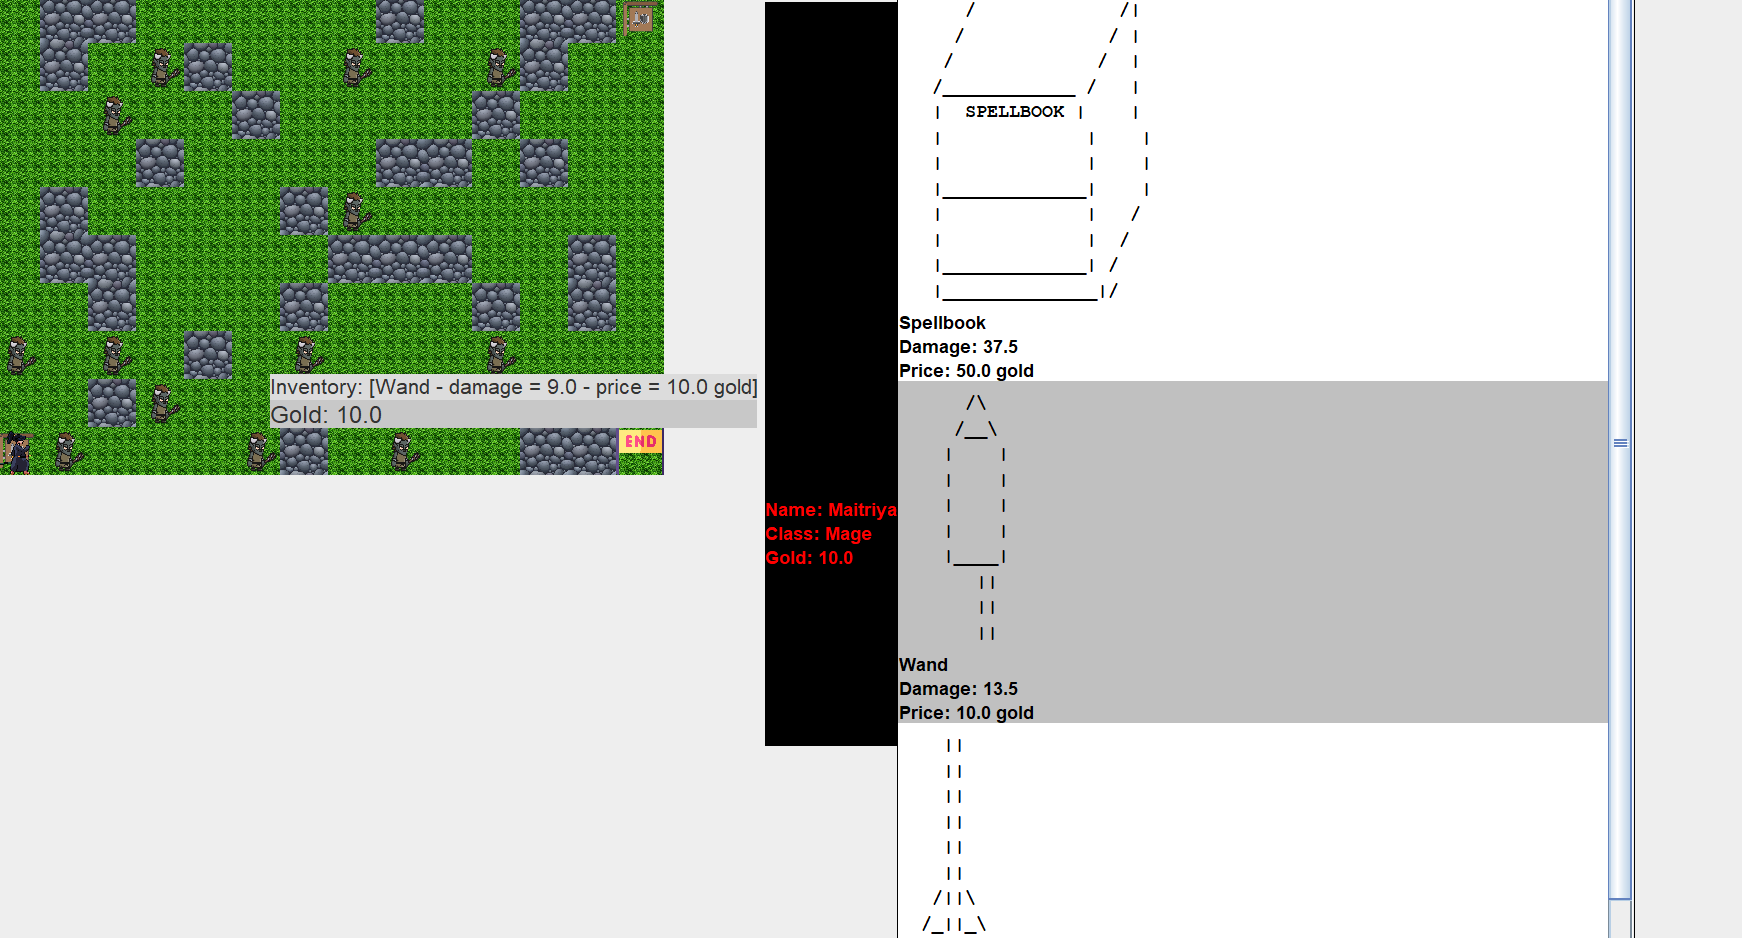 Inventory: [Wand - damage = 9.0 - price = 10.0 gold]
Gold: 10.0
END
Name: Maitriya
Class: Mage
Gold: 10.0
SPELLBOOK
Spellbook
Damage: 37.5
Price: 50.0 gold
Wand
Damage: 13.5
Price: 10.0 gold